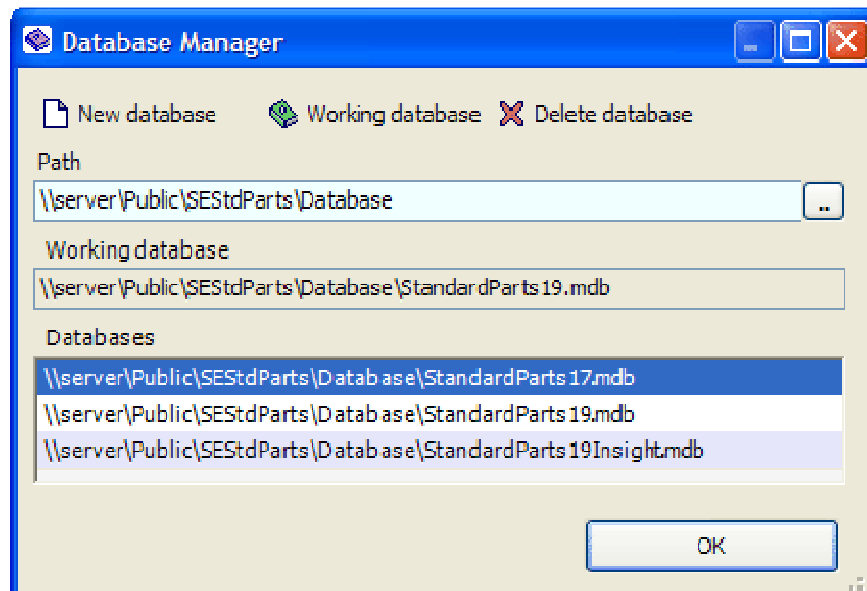 Database Manager
New database Working database Delete database
Path
\\server\Public\SEStdParts\Database
..
Working database
\\server\Public\SEStdParts\Database\StandardParts19.mdb
Databases
\\server\Public\SEStdParts\Database\StandardParts17.mdb
\\server\Public\SEStdParts\Database\StandardParts19.mdb
\\server\Public\SEStdParts\Database\StandardParts19Insight.mdb
OK